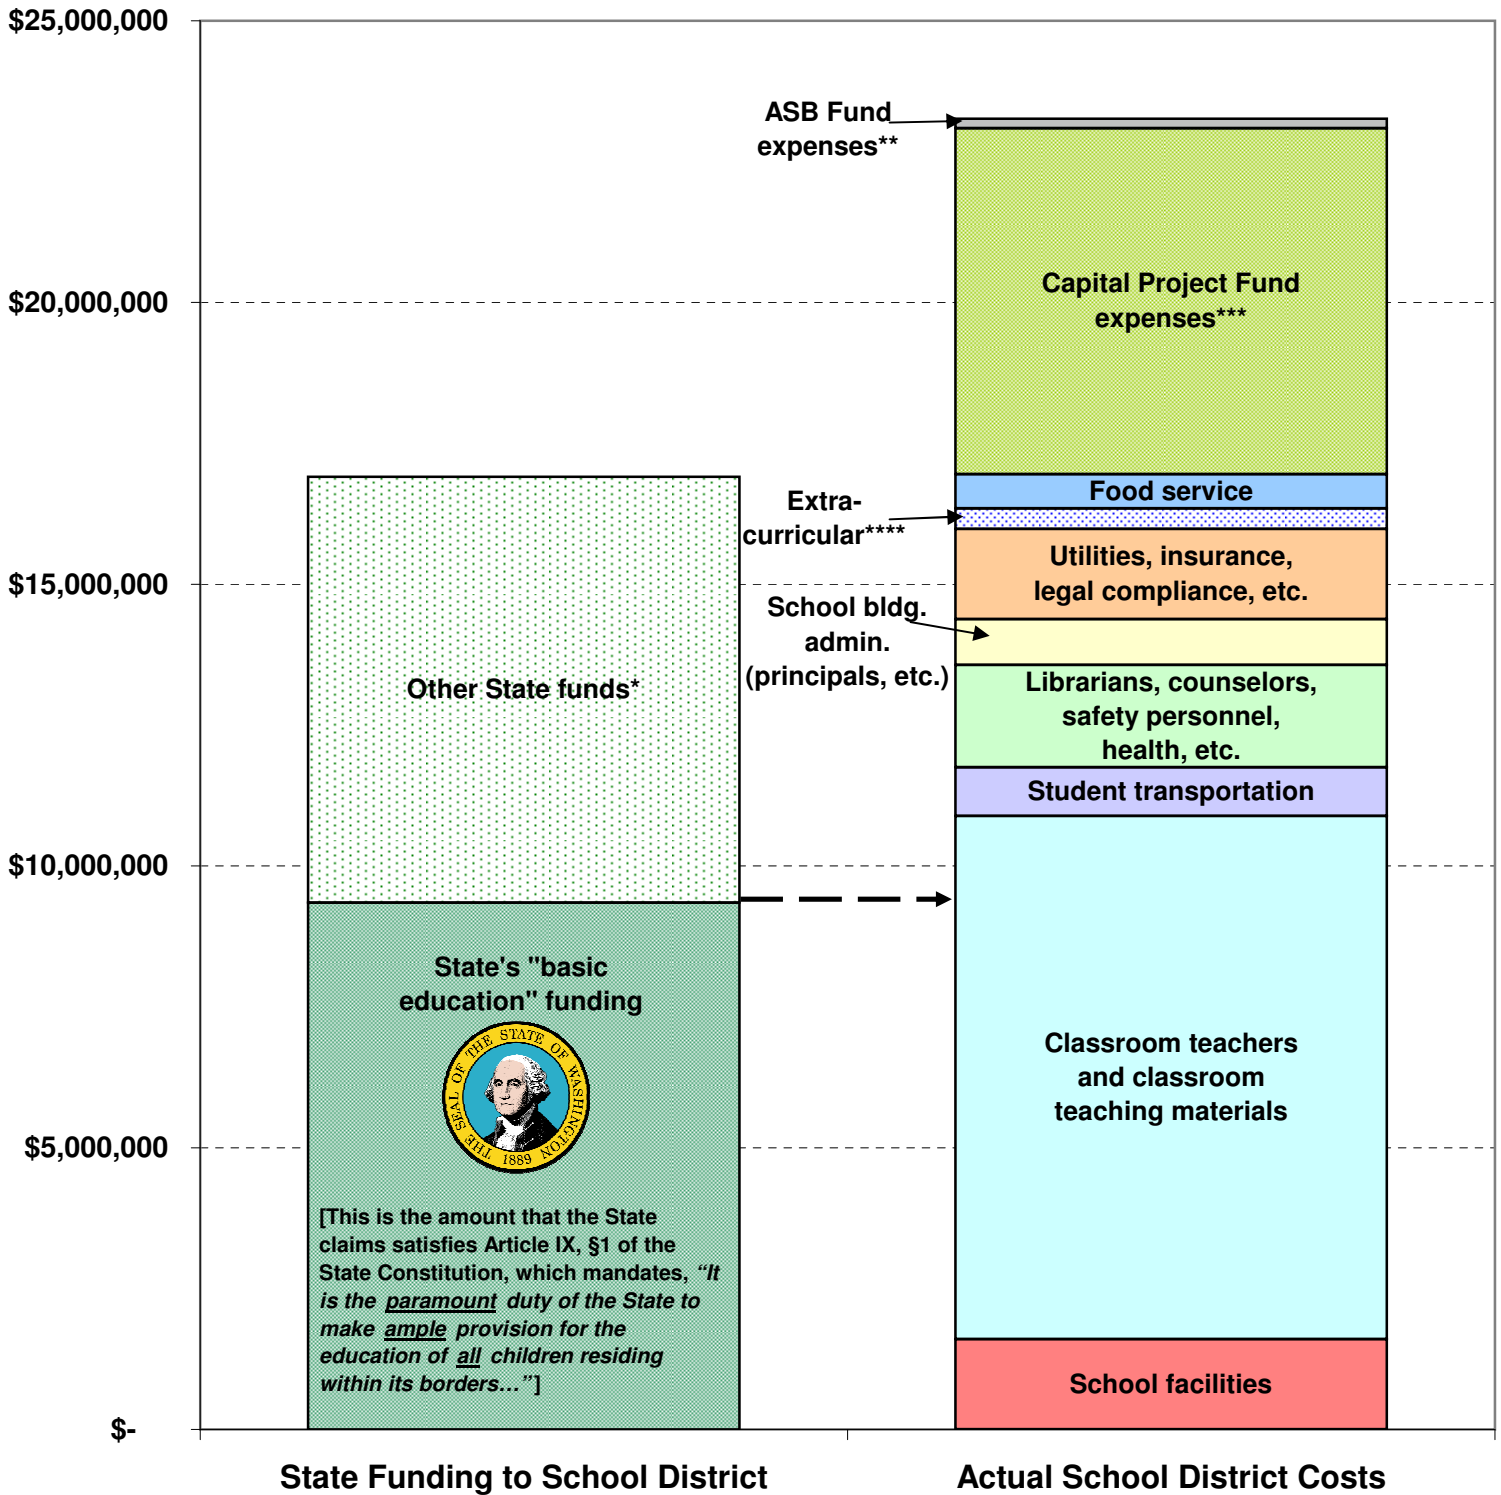 $25,000,000
ASB Fund
expenses**
Capital Project Fund
expenses***
$20,000,000
Food service
Extra-
curricular****
Utilities, insurance,
legal compliance, etc.
$15,000,000
School bldg.
admin.
(principals, etc.)
Other State funds*
Librarians, counselors,
safety personnel,
health, etc.
Student transportation
$10,000,000
State's "basic
education" funding
THE SEAL OF THE STATE OF WASHINGTON
1889
Classroom teachers
and classroom
teaching materials
$5,000,000
[This is the amount that the State
claims satisfies Article IX, §1 of the
State Constitution, which mandates, “It
is the paramount duty of the State to
make ample provision for the
education of all children residing
within its borders…”]
School facilities
$-
State Funding to School District
Actual School District Costs